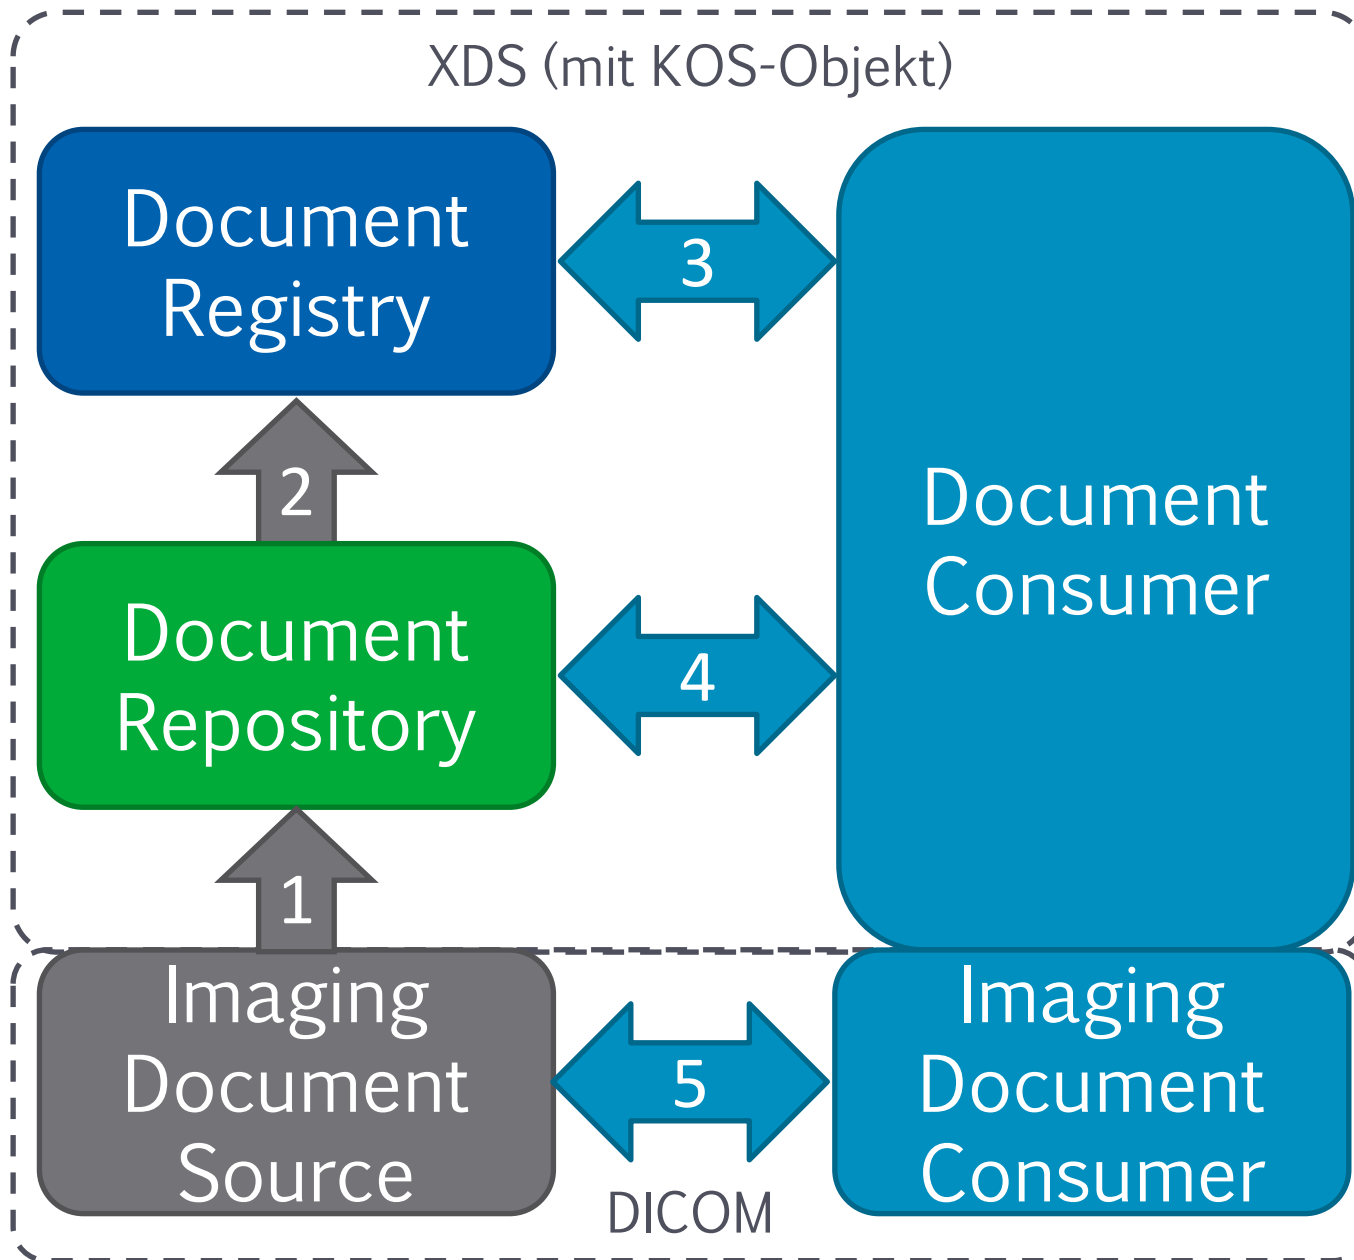 XDS (mit KOS-Objekt)
Document
Registry
3
2
Document
Consumer
Document
Repository
4
1
Imaging
Document
Source
5
Imaging
Document
Consumer
DICOM